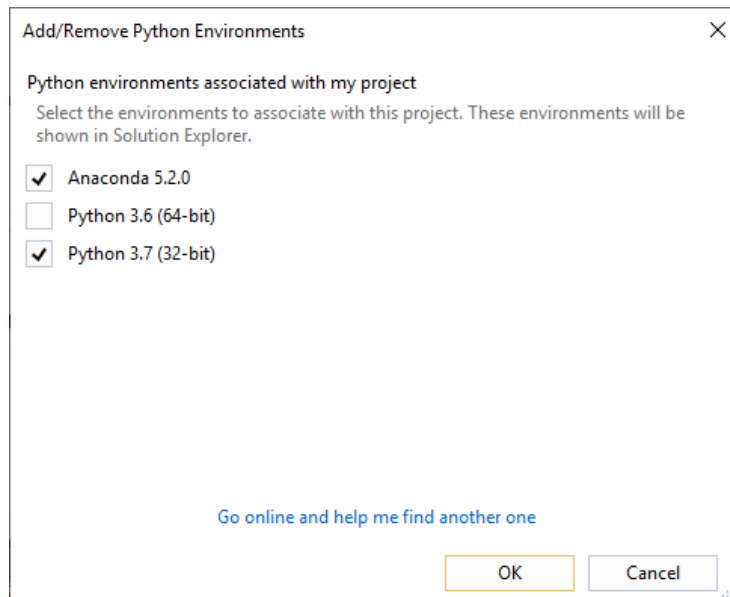 Add/Remove Python Environments
Python environments associated with my project
Select the environments to associate with this project. These environments will be
shown in Solution Explorer.
Anaconda 5.2.0
Python 3.6 (64-bit)
Python 3.7 (32-bit)
Go online and help me find another one
OK
Cancel